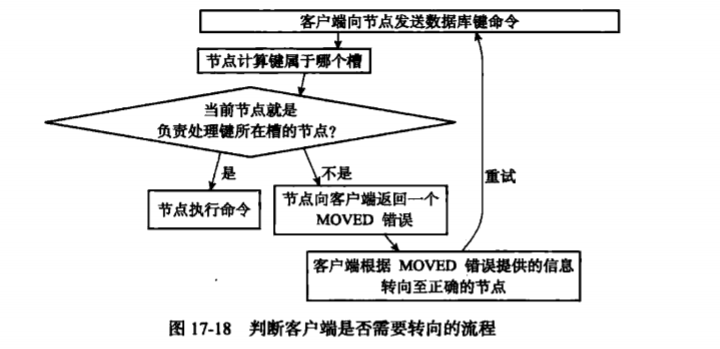 客户端向节点发送数据库键命令
节点计算键属于哪个槽
当前节点就是
负责处理键所在槽的节点?
是
不是
重试
节点执行命令
节点向客户端返回一个
MOVED 错误
客户端根据 MOVED 错误提供的信息
转向至正确的节点
图 17-18 判断客户端是否需要转向的流程